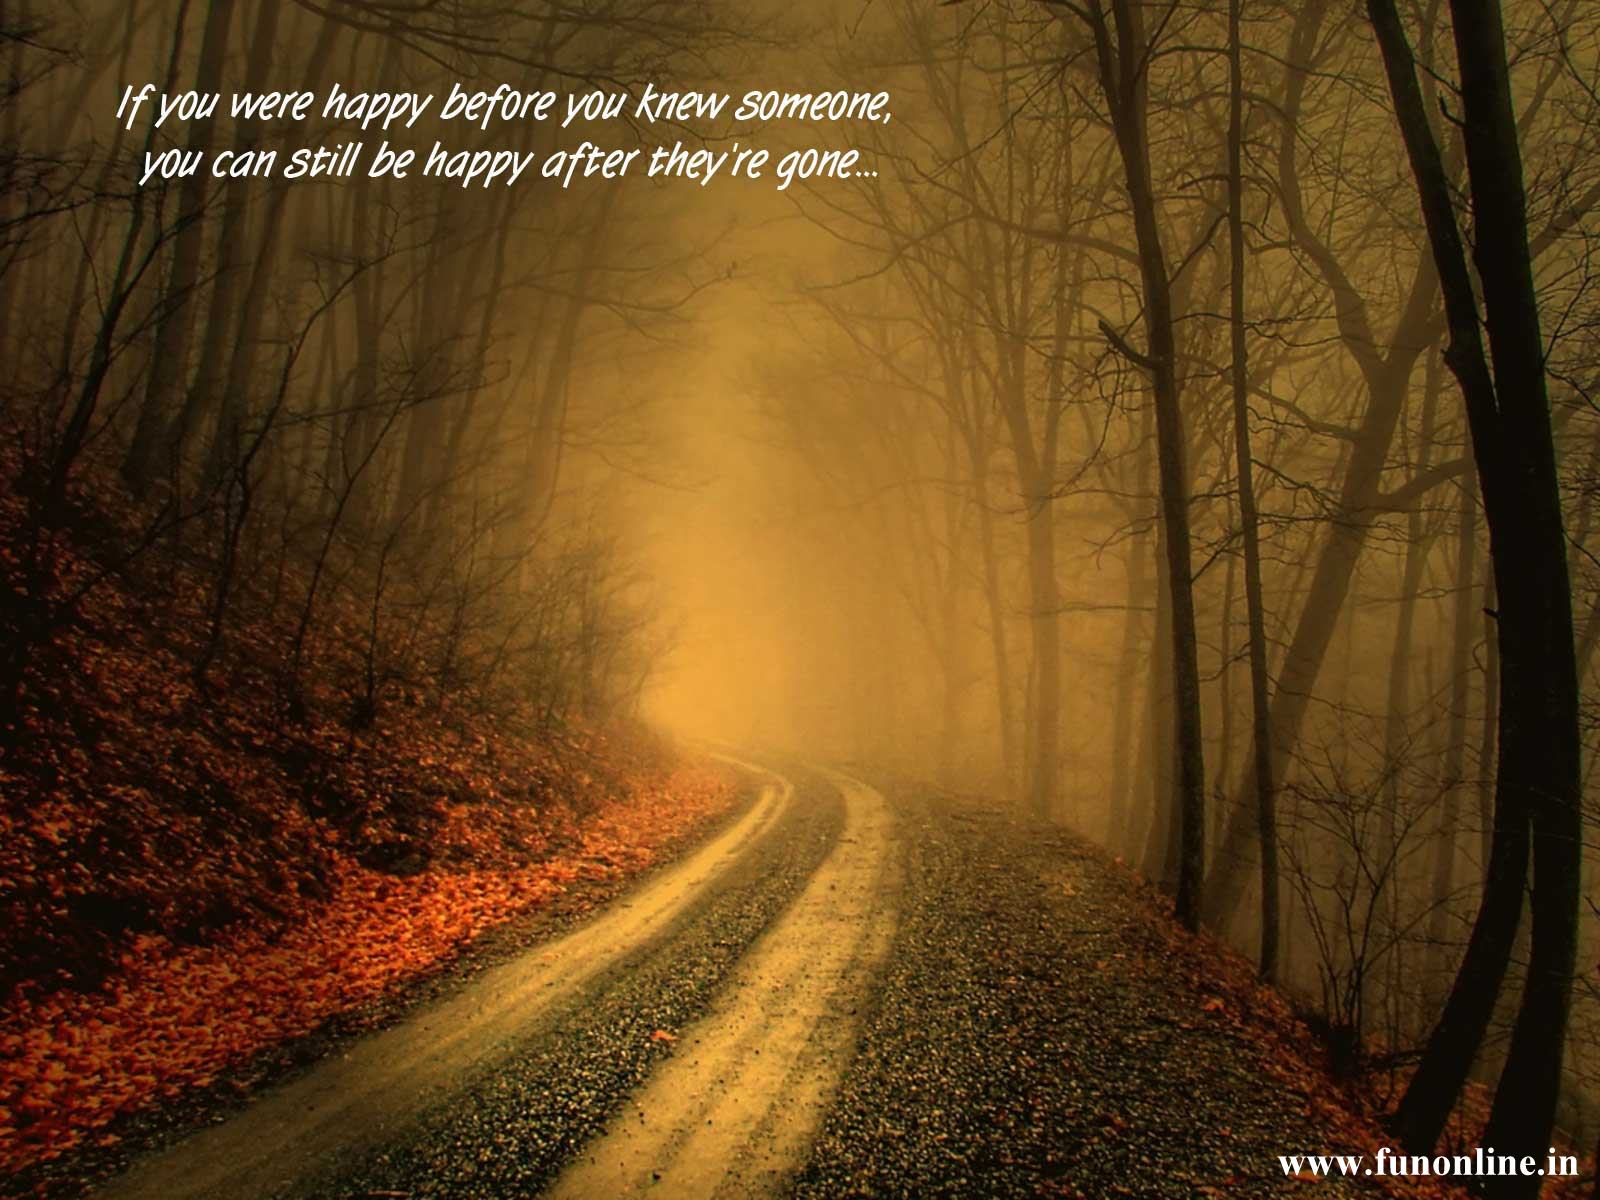 If you were happy before you knew someone,
you can still be happy after they're gone...
www.funonline.in